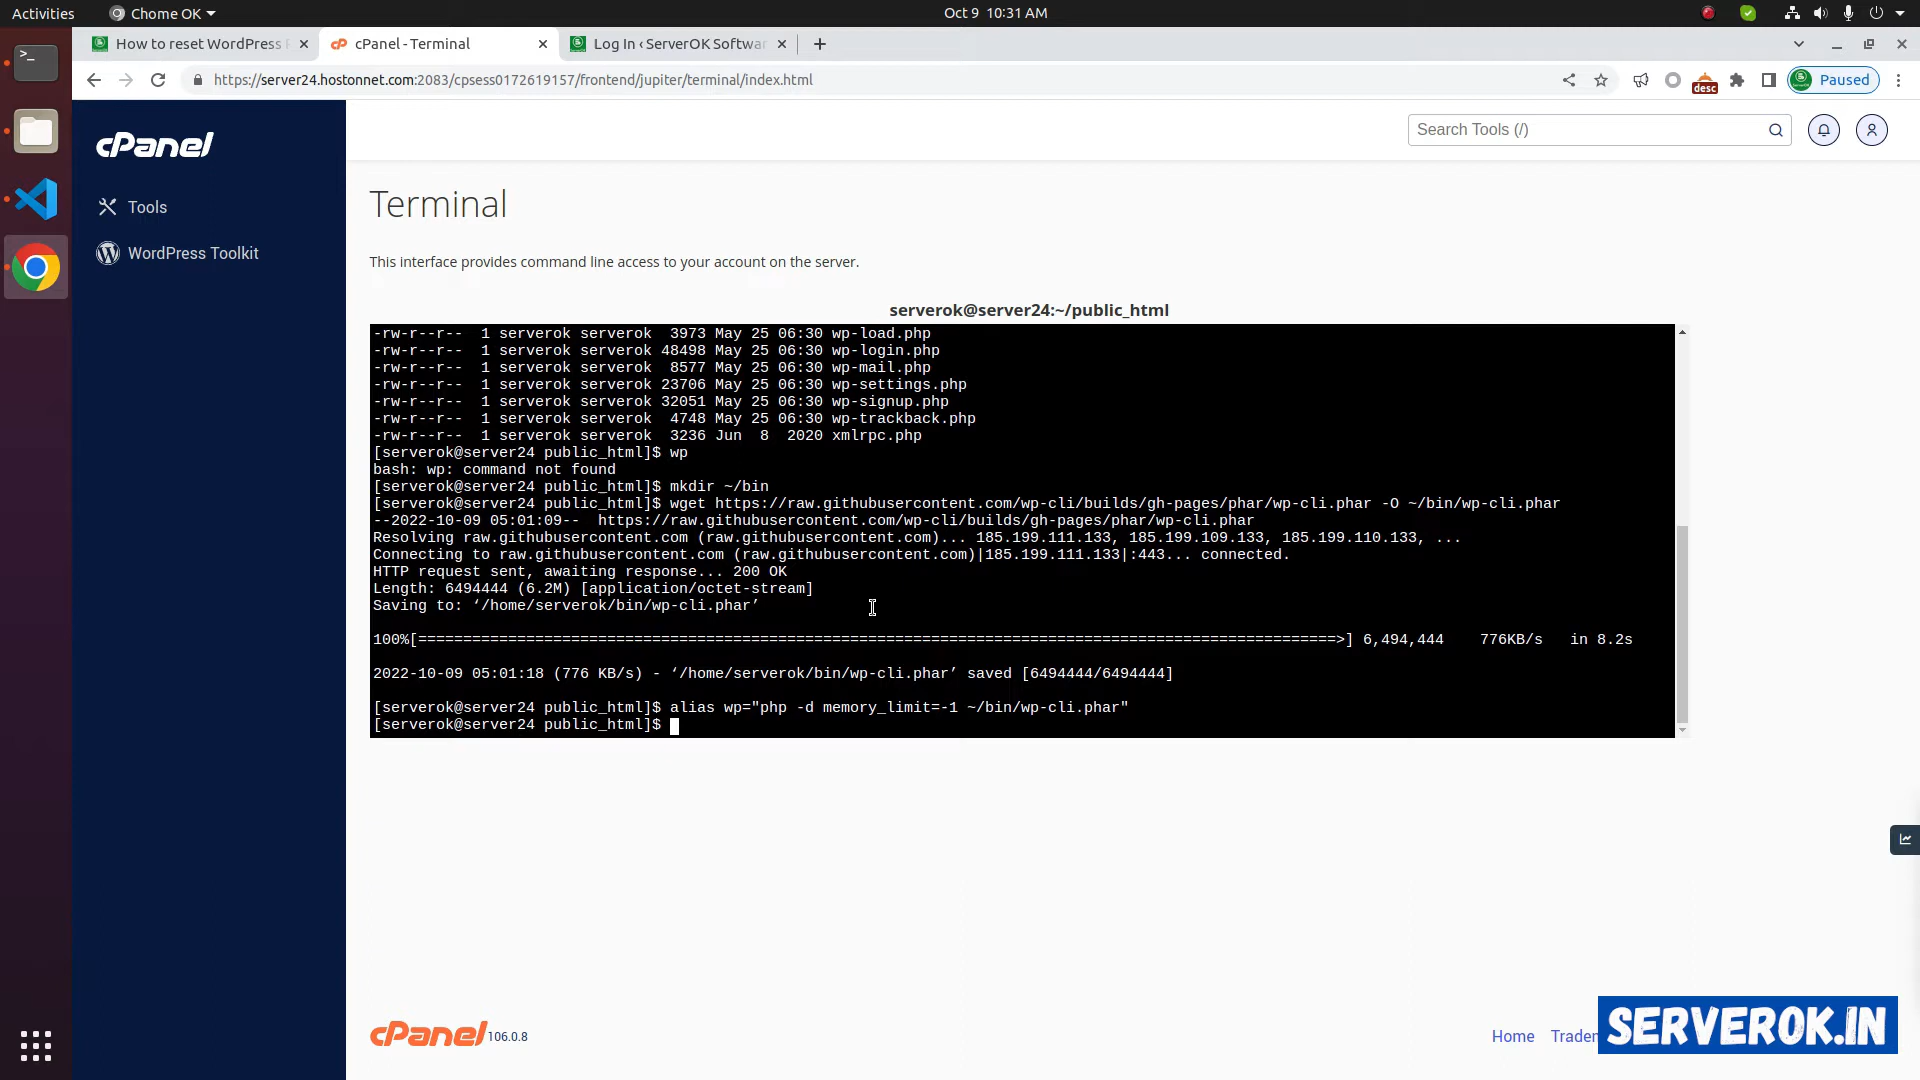 Activities
Chome OK
Oct 9 10:31 AM
How to reset WordPress
cPanel - Terminal
Log In ‹ ServerOK Softwar
https://server24.hostonnet.com:2083/cpsess0172619157/frontend/jupiter/terminal/index.html
desc
Paused
cPanel
Search Tools (/)
Tools
WordPress Toolkit
Terminal
This interface provides command line access to your account on the server.
serverok@server24:~/public_html
-rw-r--r--  1 serverok serverok  3973 May 25 06:30 wp-load.php
-rw-r--r--  1 serverok serverok 48498 May 25 06:30 wp-login.php
-rw-r--r--  1 serverok serverok  8577 May 25 06:30 wp-mail.php
-rw-r--r--  1 serverok serverok 23706 May 25 06:30 wp-settings.php
-rw-r--r--  1 serverok serverok 32051 May 25 06:30 wp-signup.php
-rw-r--r--  1 serverok serverok  4748 May 25 06:30 wp-trackback.php
-rw-r--r--  1 serverok serverok  3236 Jun  8  2020 xmlrpc.php
[serverok@server24 public_html]$ wp
bash: wp: command not found
[serverok@server24 public_html]$ mkdir ~/bin
[serverok@server24 public_html]$ wget https://raw.githubusercontent.com/wp-cli/builds/gh-pages/phar/wp-cli.phar -O ~/bin/wp-cli.phar
--2022-10-09 05:01:09--  https://raw.githubusercontent.com/wp-cli/builds/gh-pages/phar/wp-cli.phar
Resolving raw.githubusercontent.com (raw.githubusercontent.com)... 185.199.111.133, 185.199.109.133, 185.199.110.133, ...
Connecting to raw.githubusercontent.com (raw.githubusercontent.com)|185.199.111.133|:443... connected.
HTTP request sent, awaiting response... 200 OK
Length: 6494444 (6.2M) [application/octet-stream]
Saving to: ‘/home/serverok/bin/wp-cli.phar’
100%[======================================================================================================>] 6,494,444    776KB/s   in 8.2s
2022-10-09 05:01:18 (776 KB/s) - ‘/home/serverok/bin/wp-cli.phar’ saved [6494444/6494444]
[serverok@server24 public_html]$ alias wp="php -d memory_limit=-1 ~/bin/wp-cli.phar"
[serverok@server24 public_html]$
cPanel 106.0.8
Home
Trader
SERVEROK.IN